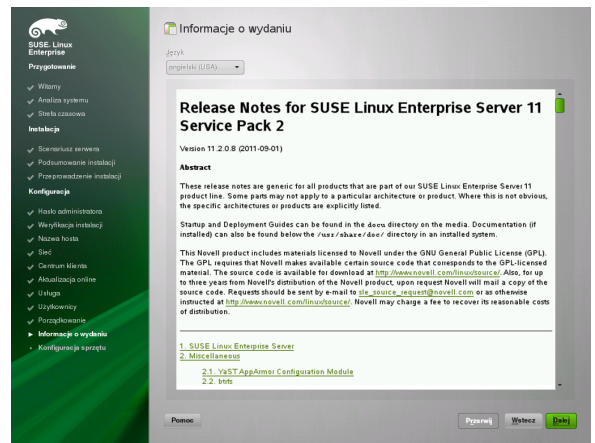 SUSE. Linux
Enterprise
Przygotowanie
Witamy
Analiza systemu
Strefa czasowa
Instalacja
Scenariusz serwera
Podsumowanie instalacji
Przeprowadzenie instalacji
Konfiguracja
Hasło administratora
Weryfikacja instalacji
Nazwa hosta
Sieć
Centrum klienta
Aktualizacja online
Usługa
Użytkownicy
Porządkowanie
Informacje o wydaniu
Konfiguracja sprzętu
Informacje o wydaniu
Język
angielski (USA)
Release Notes for SUSE Linux Enterprise Server 11
Service Pack 2
Version 11.2.0.8 (2011-09-01)
Abstract
These release notes are generic for all products that are part of our SUSE Linux Enterprise Server 11
product line. Some parts may not apply to a particular architecture or product. Where this is not obvious,
the specific architectures or products are explicitly listed.
Startup and Deployment Guides can be found in the docu directory on the media. Documentation (if
installed) can also be found below the /usr/share/doc/ directory in an installed system.
This Novell product includes materials licensed to Novell under the GNU General Public License (GPL).
The GPL requires that Novell makes available certain source code that corresponds to the GPL-licensed
material. The source code is available for download at http://www.novell.com/linux/source/. Also, for up
to three years from Novell's distribution of the Novell product, upon request Novell will mail a copy of the
source code. Requests should be sent by e-mail to sle_source_request@novell.com or as otherwise
instructed at http://www.novell.com/linux/source/. Novell may charge a fee to recover its reasonable costs
of distribution.
1. SUSE Linux Enterprise Server
2. Miscellaneous
2.1. YaST AppArmor Configuration Module
2.2. btrfs
Pomoc
Przerwij
Wstecz
Dalej